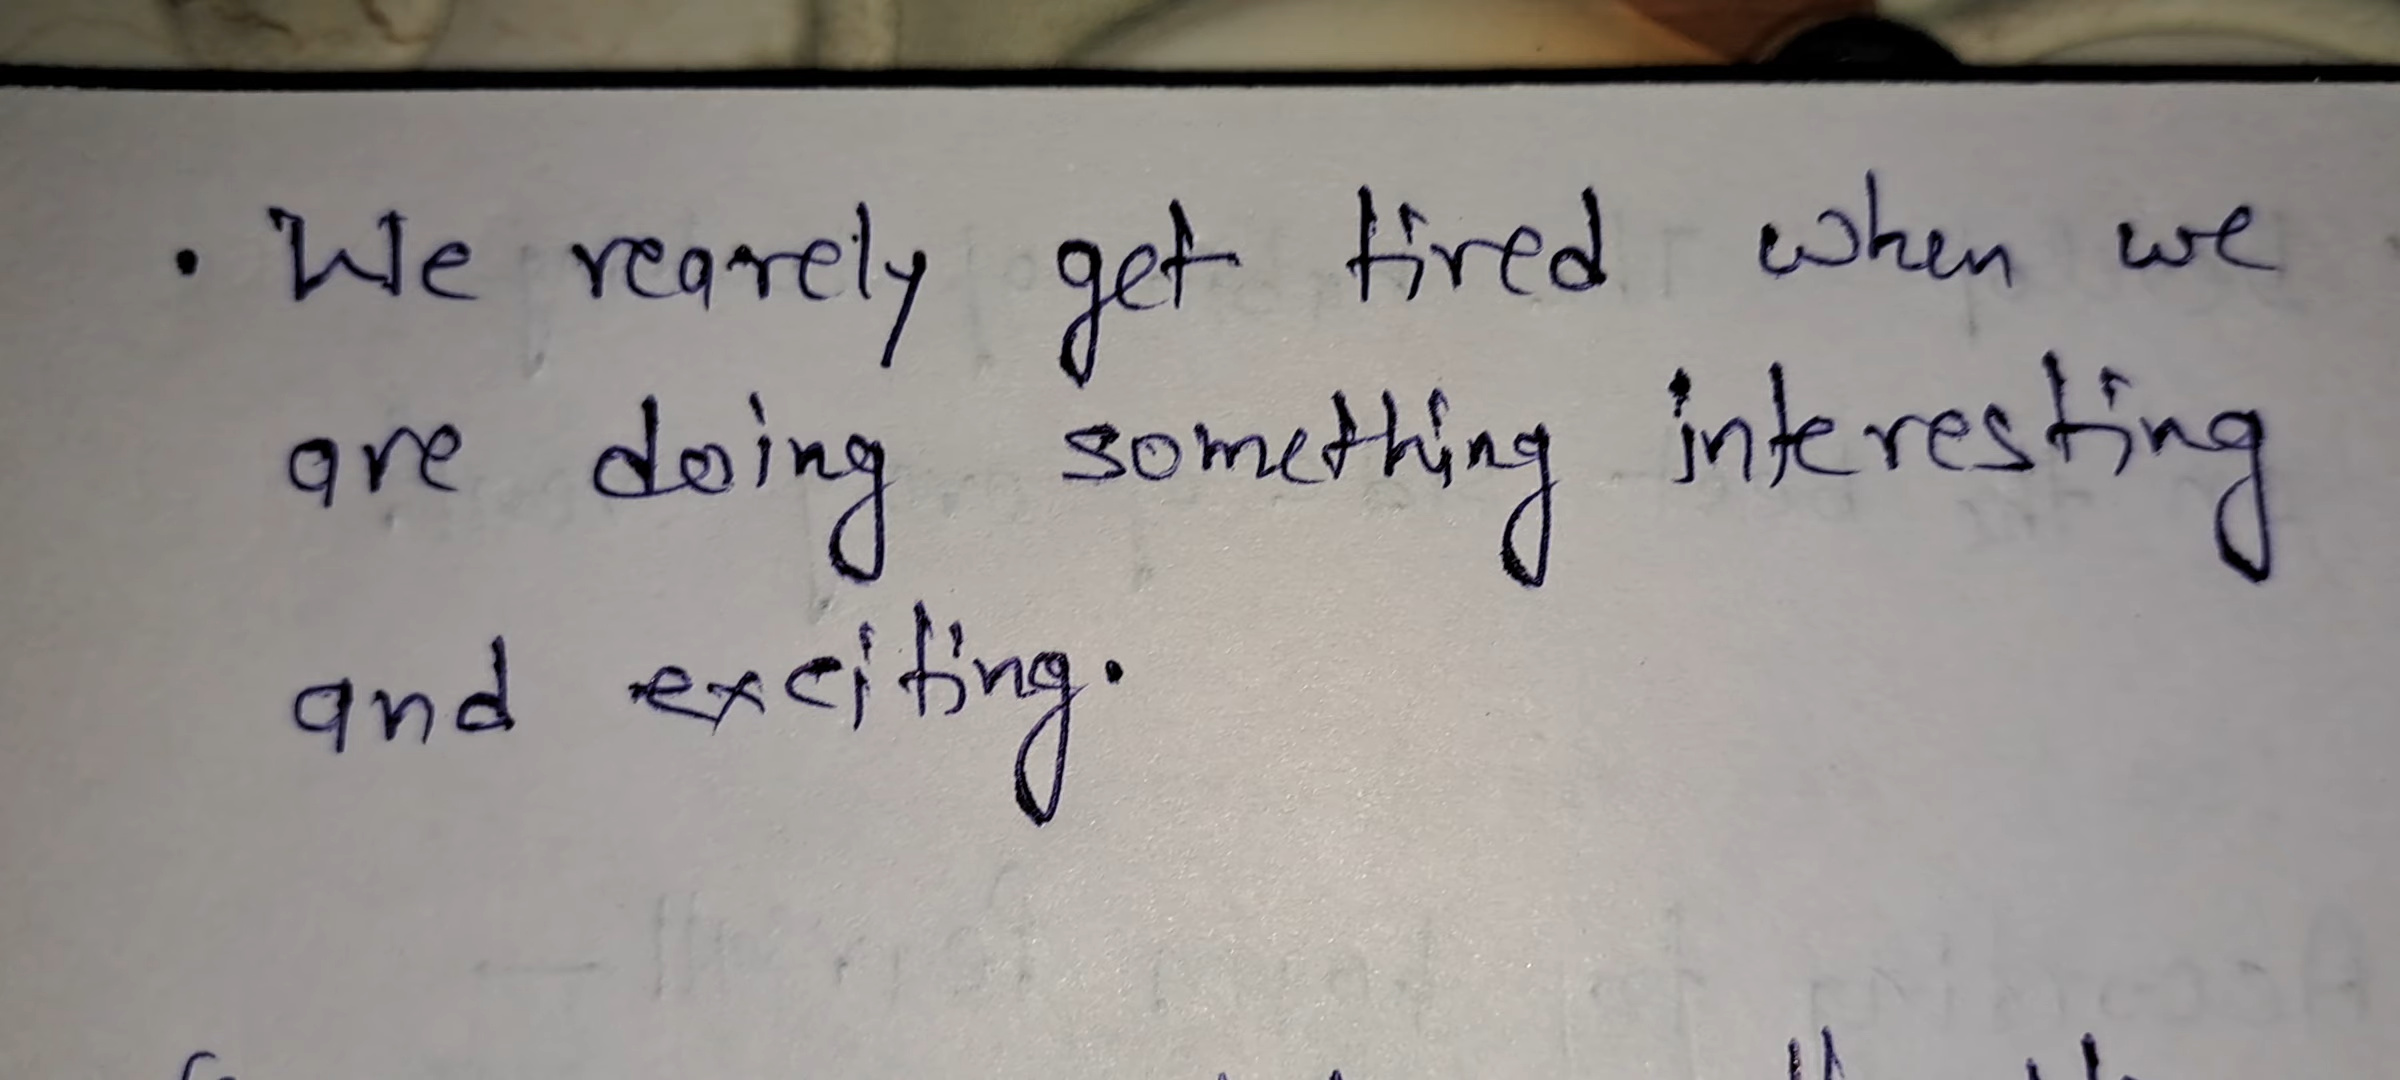 · We rearely get tired when we
are doing something interesting
and exciting.